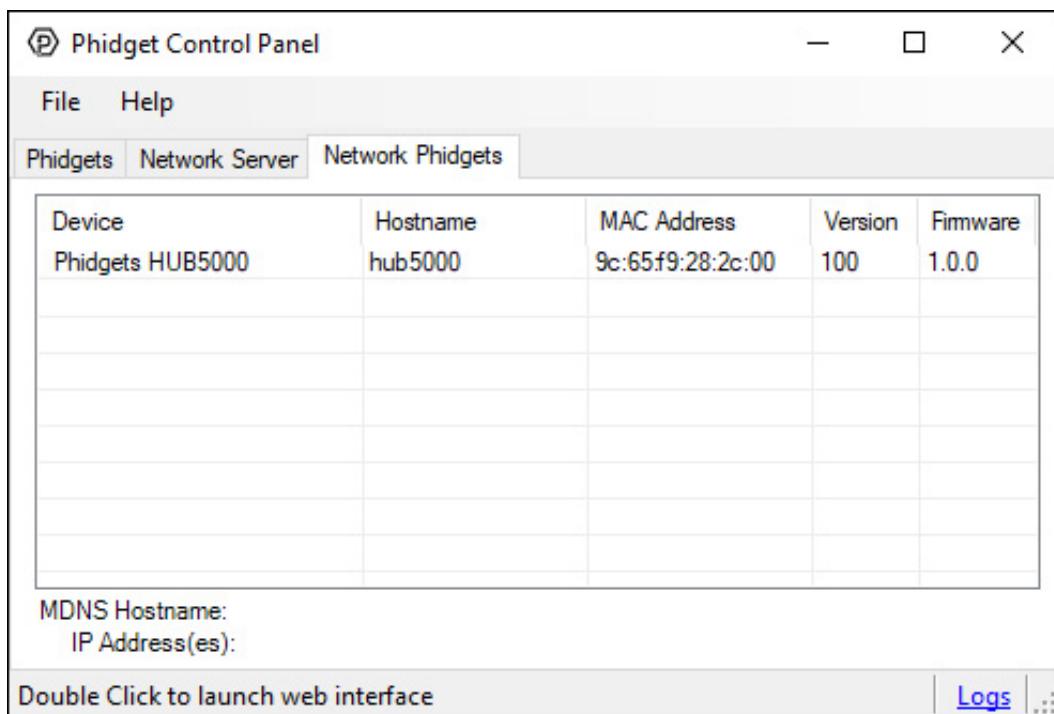 Phidget Control Panel
File Help
Phidgets Network Server Network Phidgets
Device Hostname MAC Address Version Firmware
Phidgets HUB5000 hub5000 9c:65:f9:28:2c:00 100 1.0.0
MDNS Hostname:
IP Address(es):
Double Click to launch web interface Logs